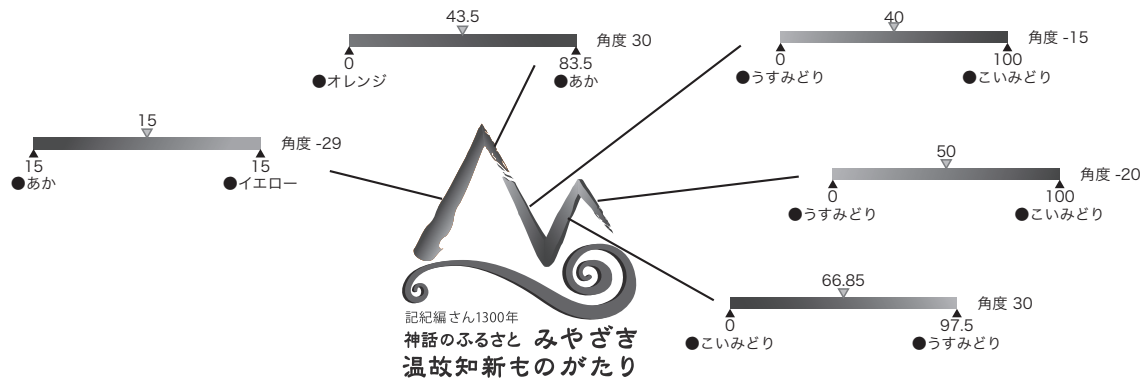 43.5
0
83.5
角度 30
●オレンジ
●あか
40
0
100
角度 -15
●うすみどり
●こいみどり
15
15
15
角度 -29
●あか
●イエロー
50
0
100
角度 -20
●うすみどり
●こいみどり
66.85
0
97.5
角度 30
●こいみどり
●うすみどり
記紀編さん1300年
神話のふるさと みやざき
温故知新ものがたり